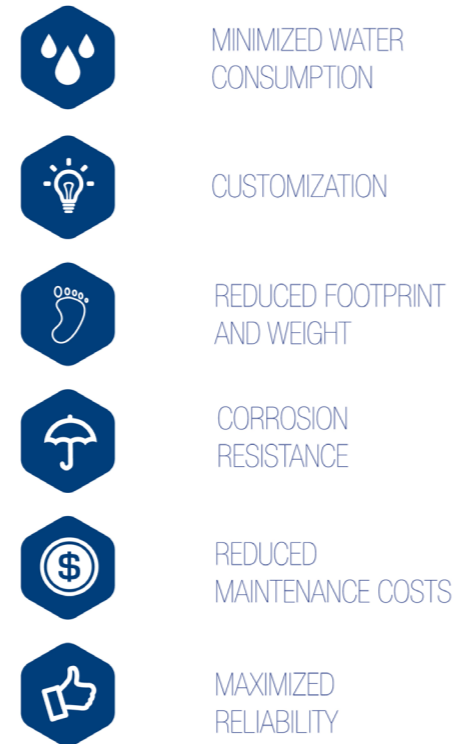 MINIMIZED WATER
CONSUMPTION
CUSTOMIZATION
REDUCED FOOTPRINT
AND WEIGHT
CORROSION
RESISTANCE
$
REDUCED
MAINTENANCE COSTS
MAXIMIZED
RELIABILITY